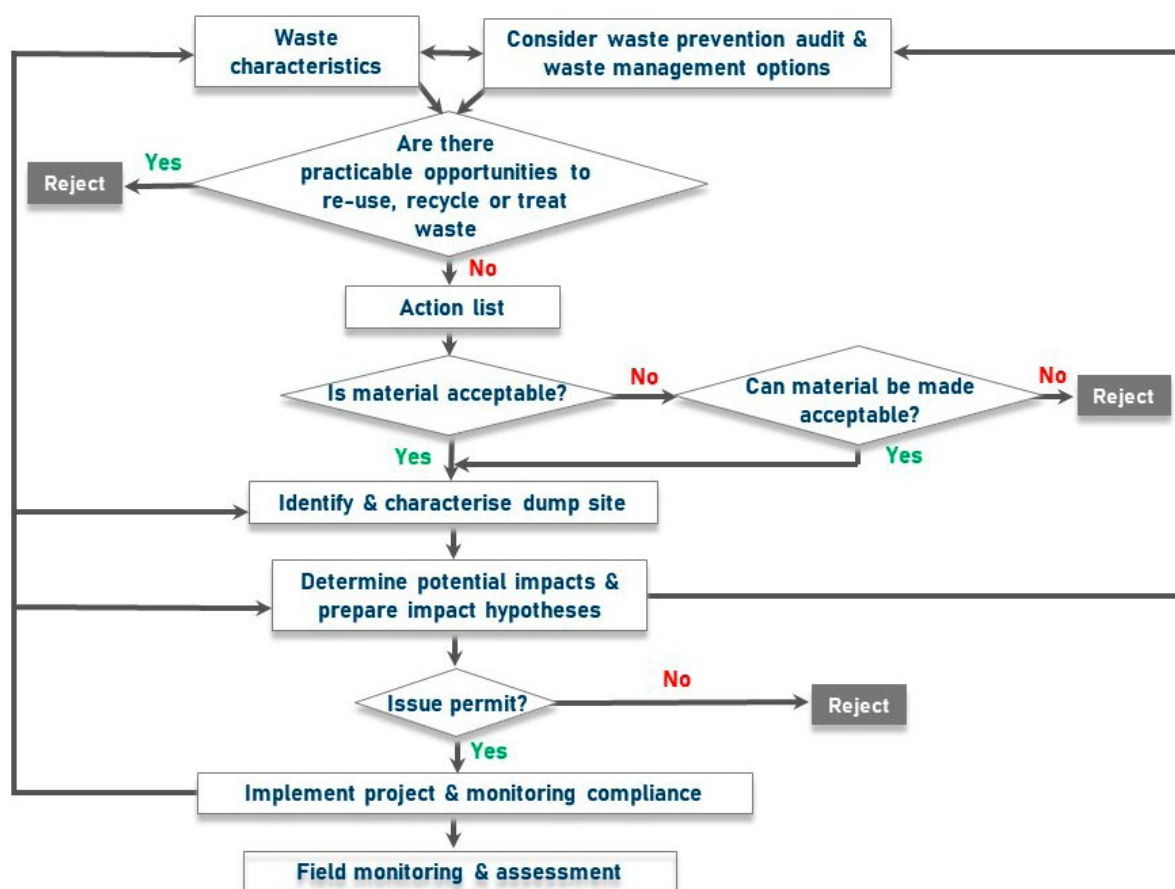 Waste
characteristics
Consider waste prevention audit &
waste management options
Are there
practicable opportunities to
re-use, recycle or treat
waste
Yes
Reject
No
Action list
Is material acceptable?
No
Can material be made
acceptable?
No
Reject
Yes
Yes
Identify & characterise dump site
Determine potential impacts &
prepare impact hypotheses
Issue permit?
No
Reject
Yes
Implement project & monitoring compliance
Field monitoring & assessment